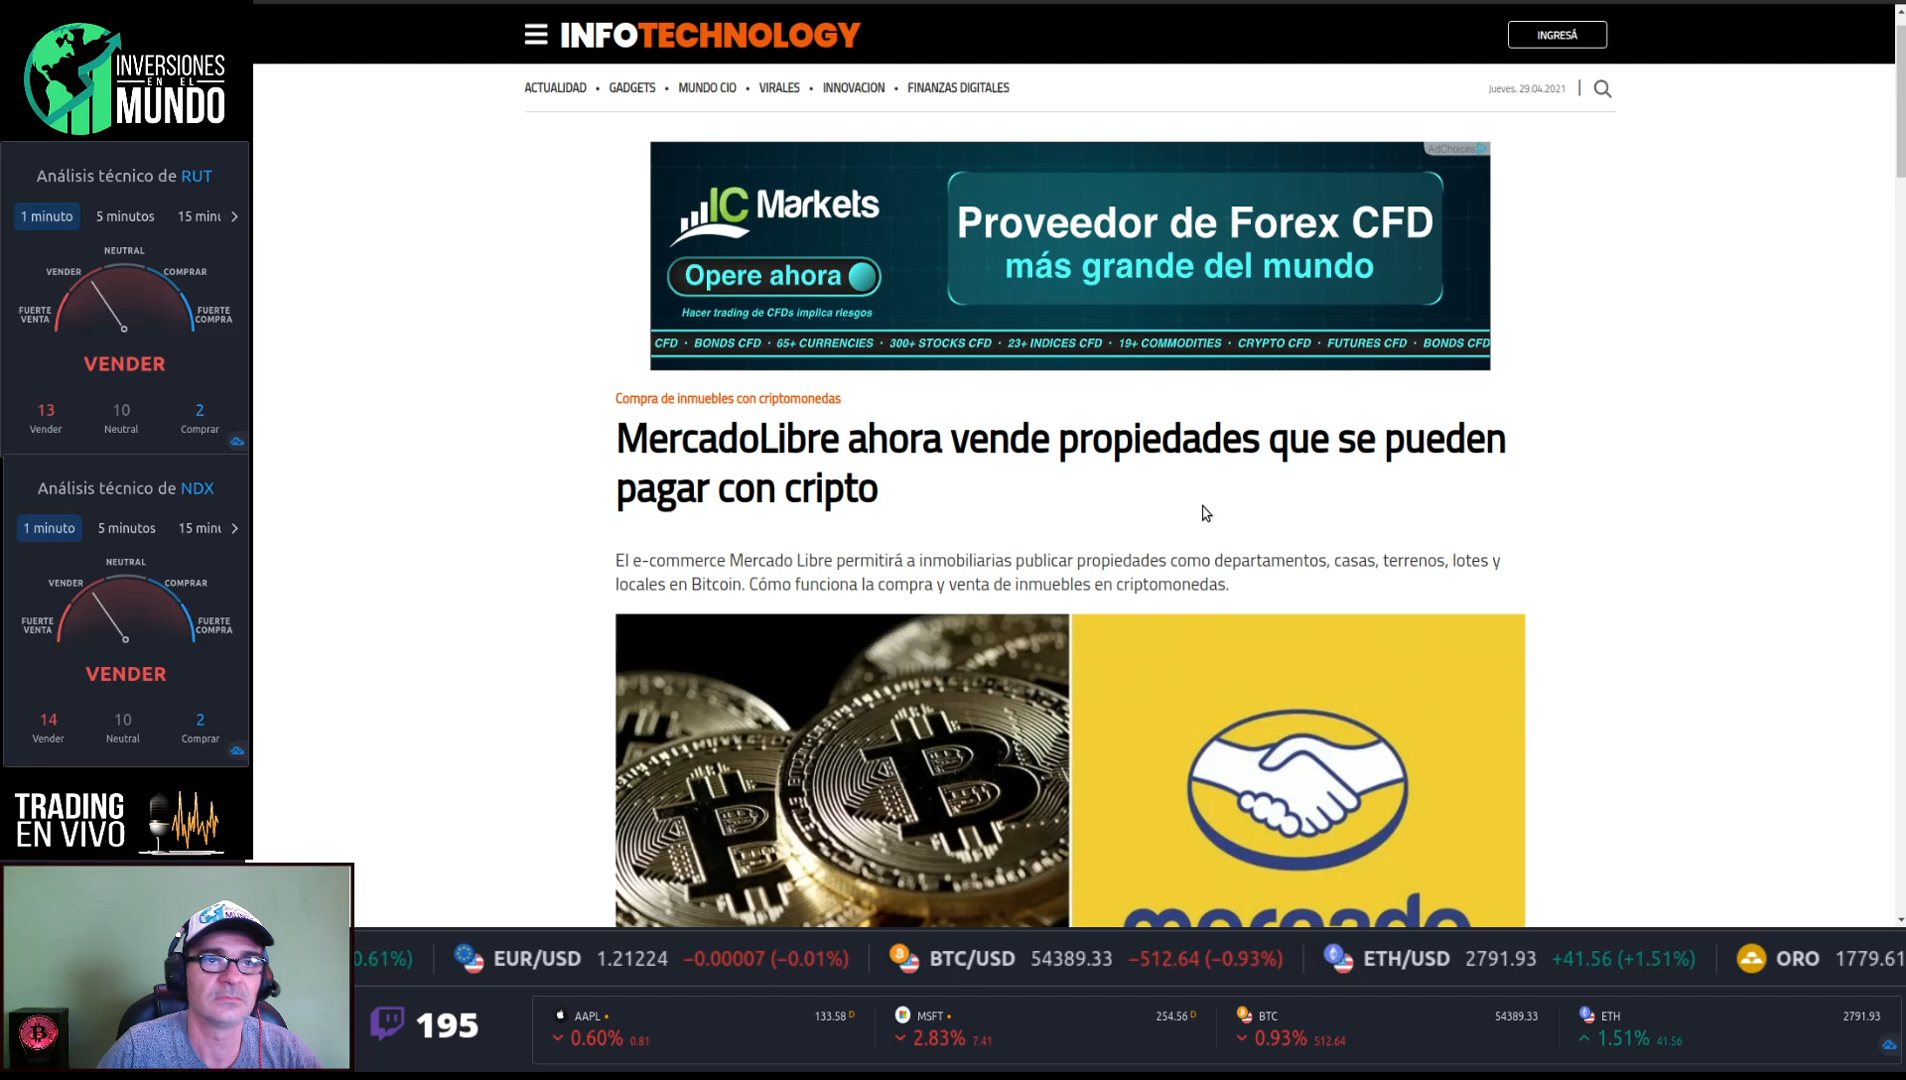 INVERSIONES
EN EL
MUNDO
Análisis técnico de RUT
1 minuto 5 minutos 15 minu
NEUTRAL
VENDER COMPRAR
FUERTE VENTA FUERTE COMPRA
VENDER
13 10 2
Vender Neutral Comprar
Análisis técnico de NDX
1 minuto 5 minutos 15 minu
NEUTRAL
VENDER COMPRAR
FUERTE VENTA FUERTE COMPRA
VENDER
14 10 2
Vender Neutral Comprar
TRADING
EN VIVO
INFOTECHNOLOGY
INGRESÁ
ACTUALIDAD • GADGETS • MUNDO CIO • VIRALES • INNOVACION • FINANZAS DIGITALES
Jueves, 29.04.2021
AdChoices
IC Markets
Opere ahora
Hacer trading de CFDs implica riesgos
Proveedor de Forex CFD
más grande del mundo
CFD · BONDS CFD · 65+ CURRENCIES · 300+ STOCKS CFD · 23+ INDICES CFD · 19+ COMMODITIES · CRYPTO CFD · FUTURES CFD · BONDS CFD
Compra de inmuebles con criptomonedas
MercadoLibre ahora vende propiedades que se pueden
pagar con cripto
El e-commerce Mercado Libre permitirá a inmobiliarias publicar propiedades como departamentos, casas, terrenos, lotes y
locales en Bitcoin. Cómo funciona la compra y venta de inmuebles en criptomonedas.
mercado
0.61%) EUR/USD 1.21224 −0.00007 (−0.01%) BTC/USD 54389.33 −512.64 (−0.93%) ETH/USD 2791.93 +41.56 (+1.51%) ORO 1779.61
195
AAPL 133.58 D
0.60% 0.81
MSFT 254.56 D
2.83% 7.41
BTC 54389.33
0.93% 512.64
ETH 2791.93
1.51% 41.56